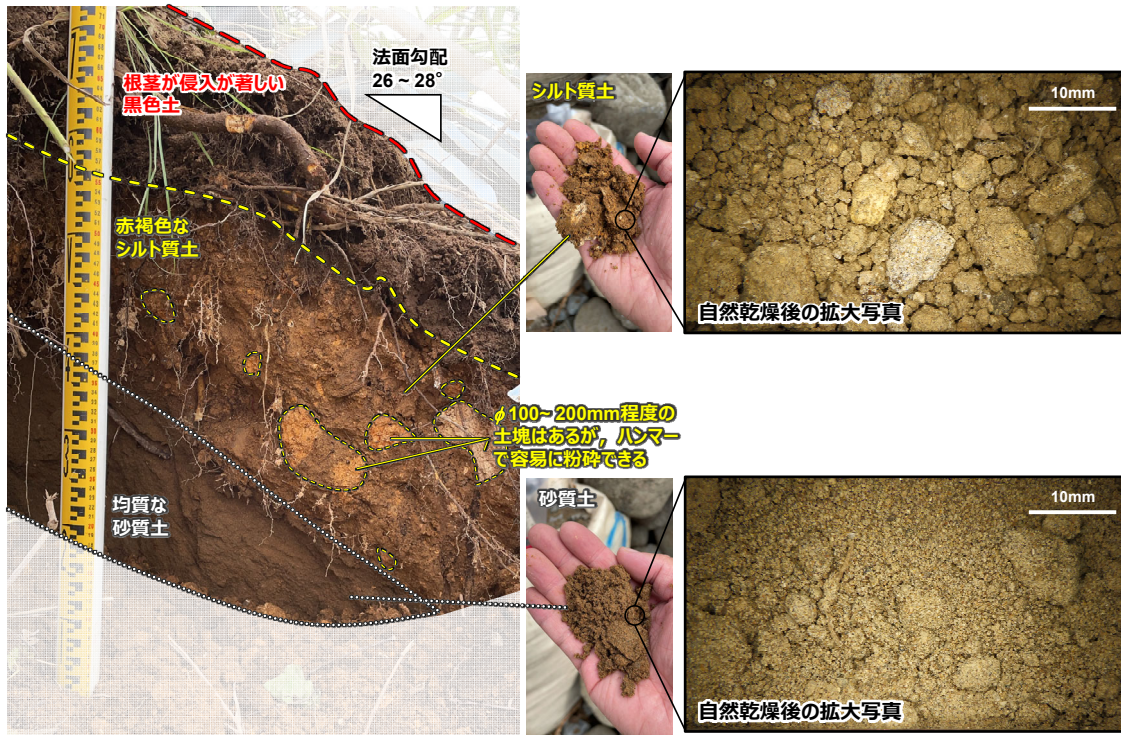 法面勾配
26 ~ 28°
根茎が侵入が著しい
黒色土
赤褐色な
シルト質土
均質な
砂質土
シルト質土
10mm
自然乾燥後の拡大写真
φ100~ 200mm程度の
土塊はあるが，ハンマー
で容易に粉砕できる
砂質土
10mm
自然乾燥後の拡大写真